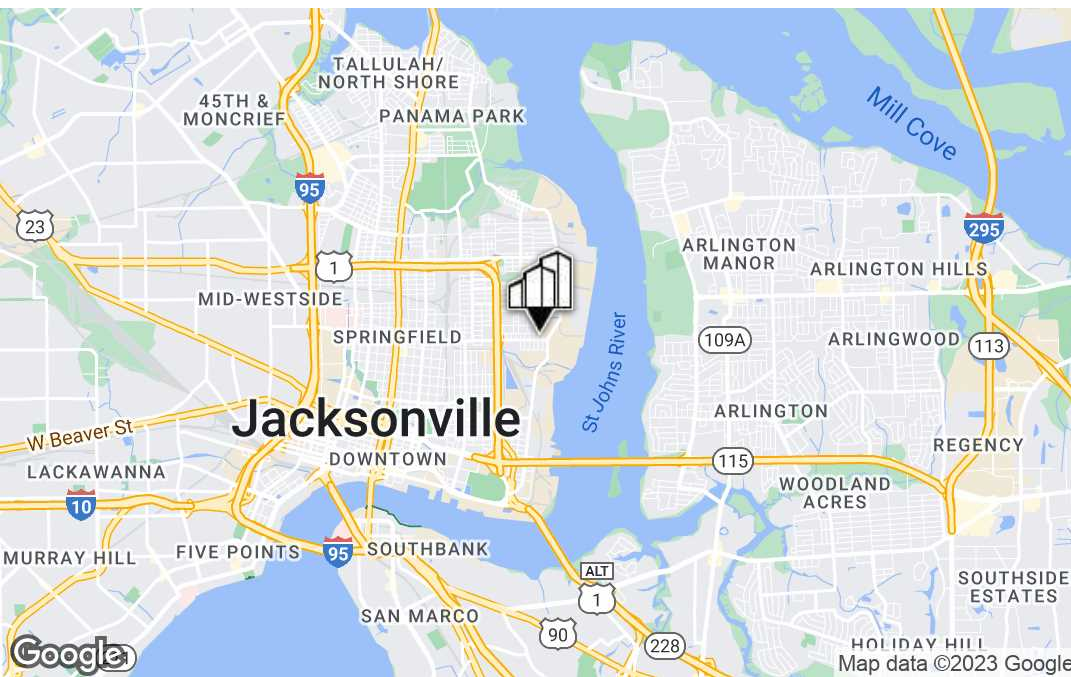 TALLULAH/
NORTH SHORE
45TH &
MONCRIEF
PANAMA PARK
Mill Cove
95
23
295
1
ARLINGTON
MANOR
ARLINGTON HILLS
MID-WESTSIDE
SPRINGFIELD
109A
ARLINGWOOD
113
St Johns River
Jacksonville
ARLINGTON
W Beaver St
REGENCY
DOWNTOWN
115
LACKAWANNA
WOODLAND
ACRES
10
MURRAY HILL
FIVE POINTS
95
SOUTHBANK
ALT
1
SOUTHSIDE
ESTATES
SAN MARCO
90
228
HOLIDAY HILL
Google
Map data ©2023 Google